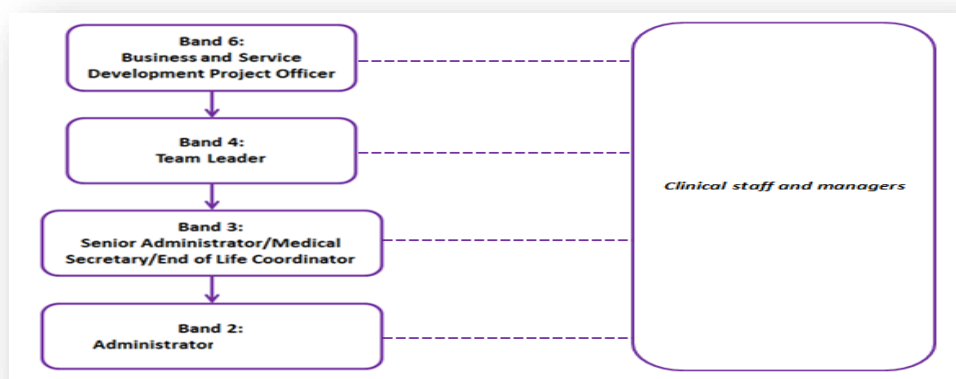 Band 6:
Business and Service
Development Project Officer
Band 4:
Team Leader
Band 3:
Senior Administrator/Medical
Secretary/End of Life Coordinator
Band 2:
Administrator
Clinical staff and managers